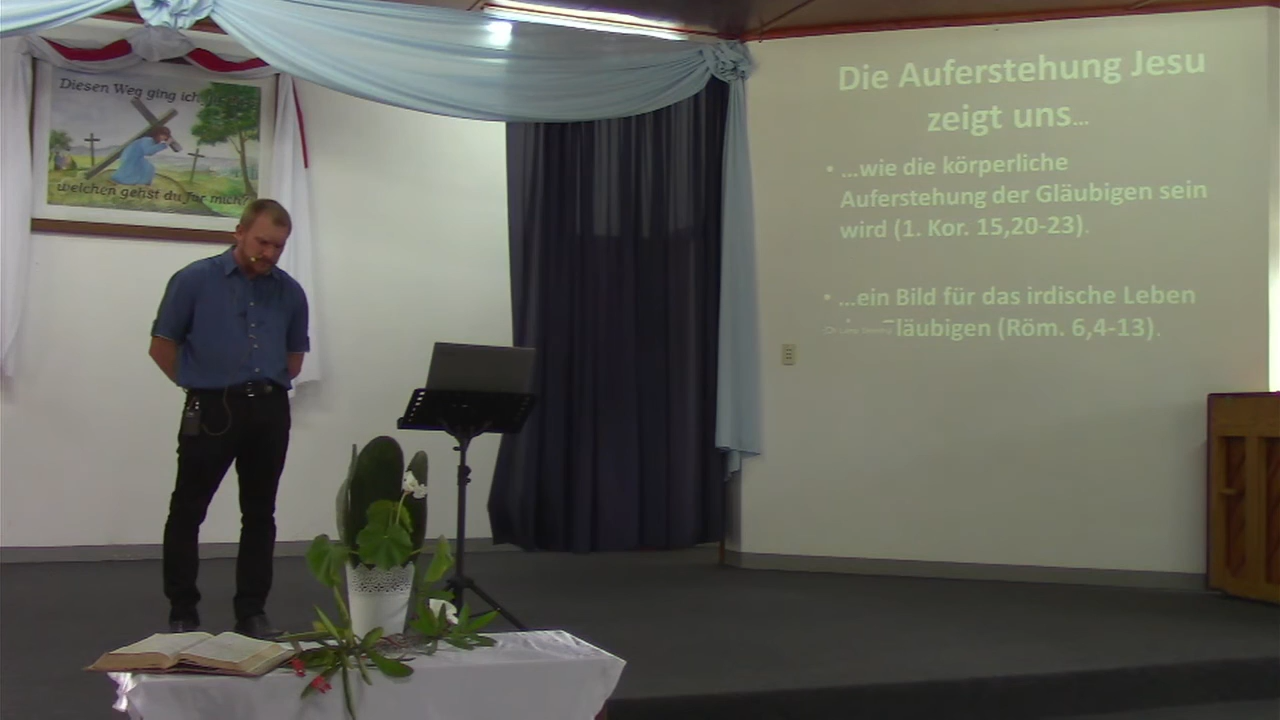 Diesen Weg ging ich
welchen gehst du für mich?
Die Auferstehung Jesu
zeigt uns...
• ...wie die körperliche
Auferstehung der Gläubigen sein
wird (1. Kor. 15,20-23).
• ...ein Bild für das irdische Leben
läubigen (Röm. 6,4-13).